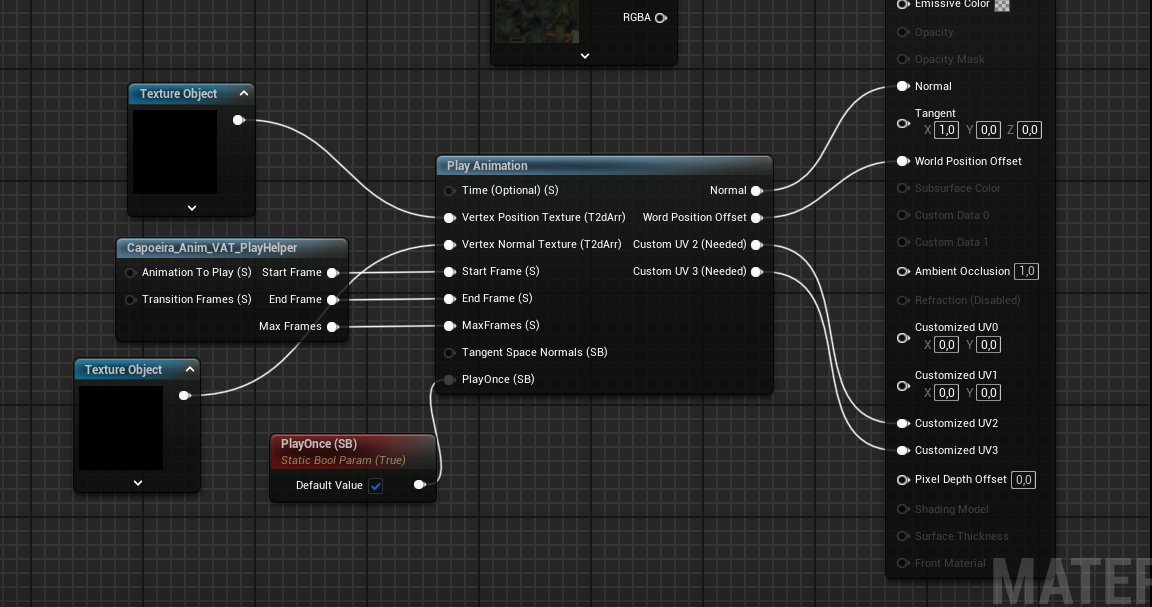 RGBA
Emissive Color
Opacity
Opacity Mask
Normal
Tangent
X 1,0 Y 0,0 Z 0,0
World Position Offset
Subsurface Color
Custom Data 0
Custom Data 1
Ambient Occlusion 1,0
Refraction (Disabled)
Customized UV0
X 0,0 Y 0,0
Customized UV1
X 0,0 Y 0,0
Customized UV2
Customized UV3
Pixel Depth Offset 0,0
Shading Model
Surface Thickness
Front Material
Texture Object
Capoeira_Anim_VAT_PlayHelper
Animation To Play (S) Start Frame
Transition Frames (S) End Frame
Max Frames
Texture Object
PlayOnce (SB)
Static Bool Param (True)
Default Value
Play Animation
Time (Optional) (S) Normal
Vertex Position Texture (T2dArr) Word Position Offset
Vertex Normal Texture (T2dArr) Custom UV 2 (Needed)
Start Frame (S) Custom UV 3 (Needed)
End Frame (S)
MaxFrames (S)
Tangent Space Normals (SB)
PlayOnce (SB)
MATER